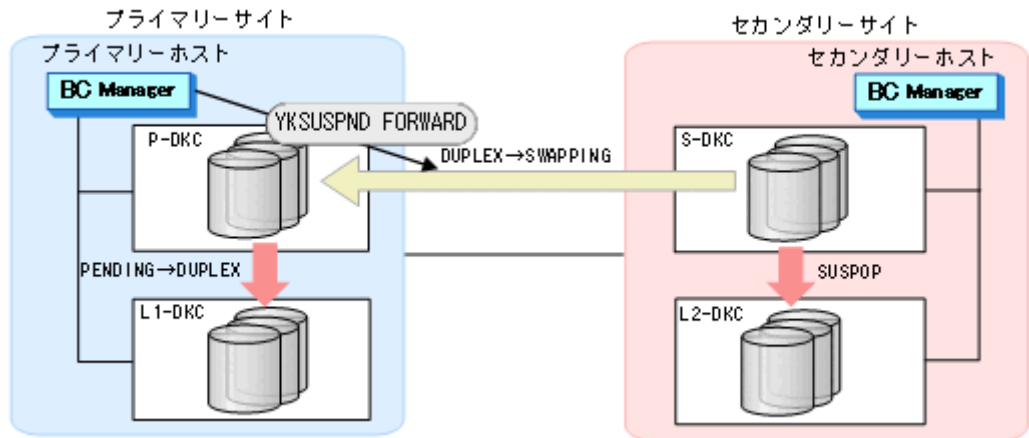 プライマリーサイト
セカンダリーサイト
プライマリーホスト
セカンダリーホスト
BC Manager
BC Manager
YKSUSPND FORWARD
P-DKC
DUPLEX→SWAPPING
S-DKC
PENDING→DUPLEX
SUSPOP
L1-DKC
L2-DKC